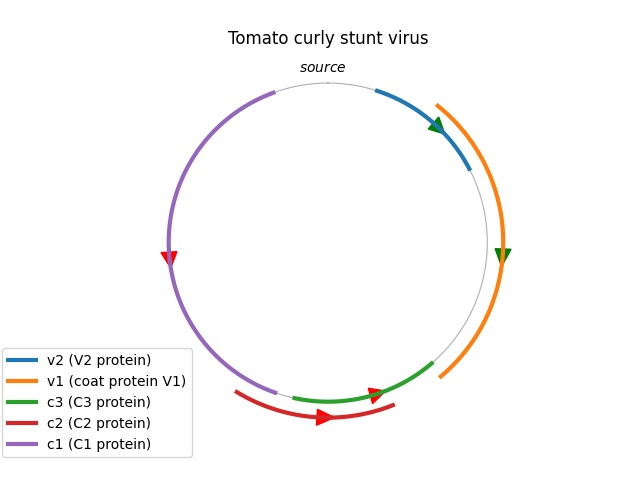 Tomato curly stunt virus
source
v2 (V2 protein)
v1 (coat protein V1)
c3 (C3 protein)
c2 (C2 protein)
c1 (C1 protein)